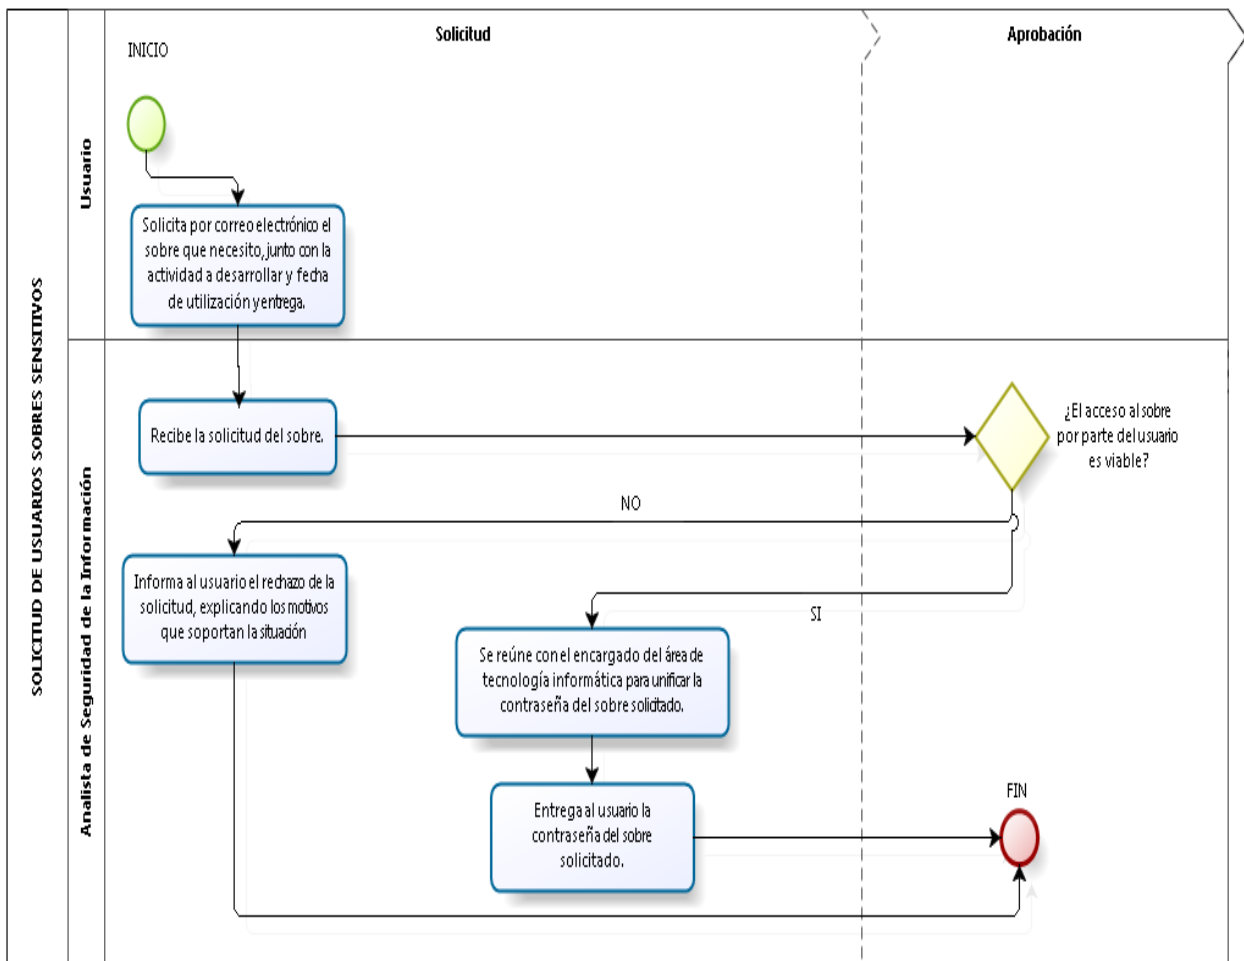 SOLICITUD DE USUARIOS SOBRES SENSITIVOS
Solicitud
Aprobación
Usuario
INICIO
Solicita por correo electrónico el
sobre que necesito, junto con la
actividad a desarrollar y fecha
de utilización y entrega.
Analista de Seguridad de la Información
Recibe la solicitud del sobre.
¿El acceso al sobre
por parte del usuario
es viable?
NO
Informa al usuario el rechazo de la
solicitud, explicando los motivos
que soportan la situación
SI
Se reúne con el encargado del área de
tecnología informática para unificar la
contraseña del sobre solicitado.
Entrega al usuario la
contraseña del sobre
solicitado.
FIN